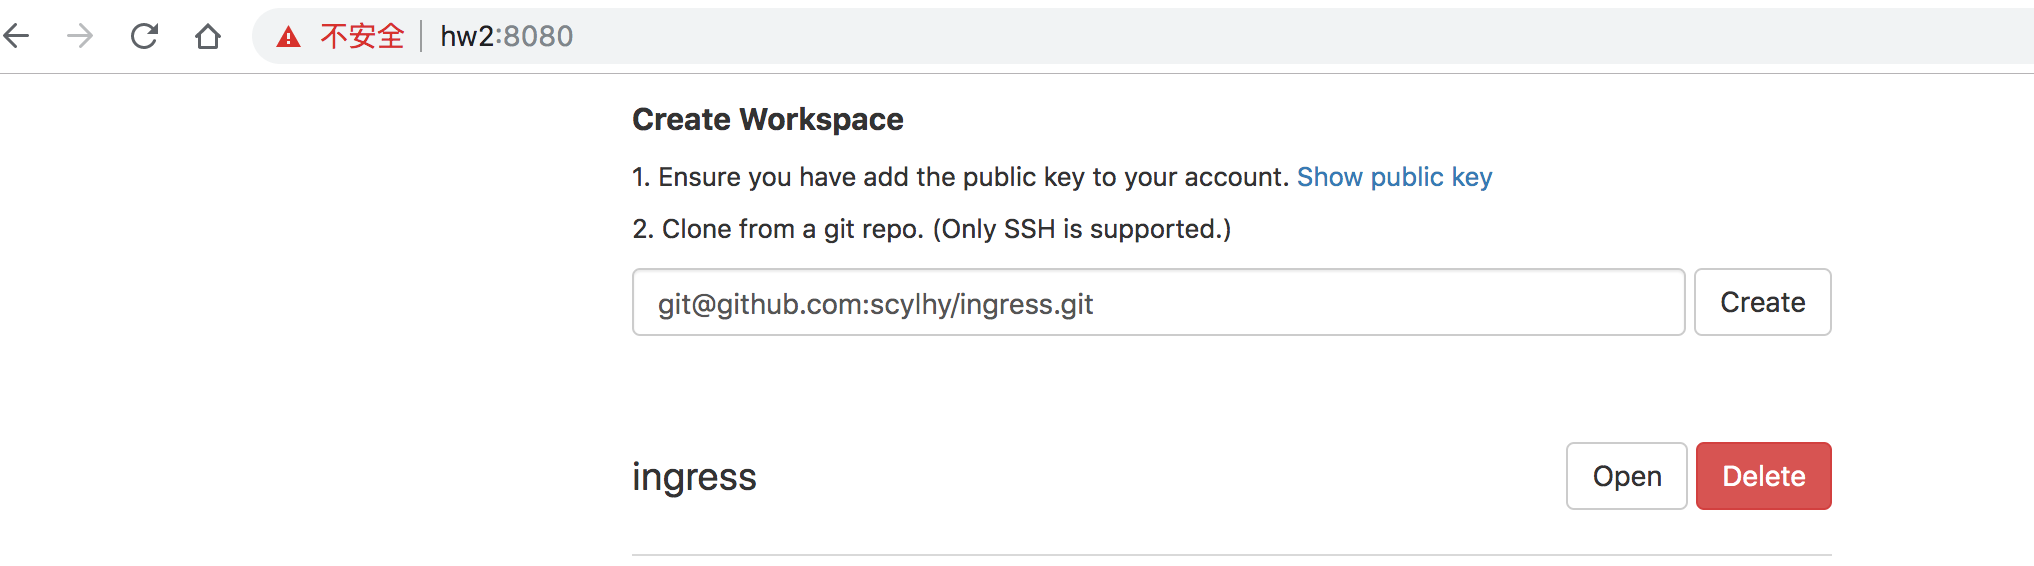 不安全 hw2:8080
Create Workspace
1. Ensure you have add the public key to your account. Show public key
2. Clone from a git repo. (Only SSH is supported.)
git@github.com:scylhy/ingress.git Create
ingress Open Delete